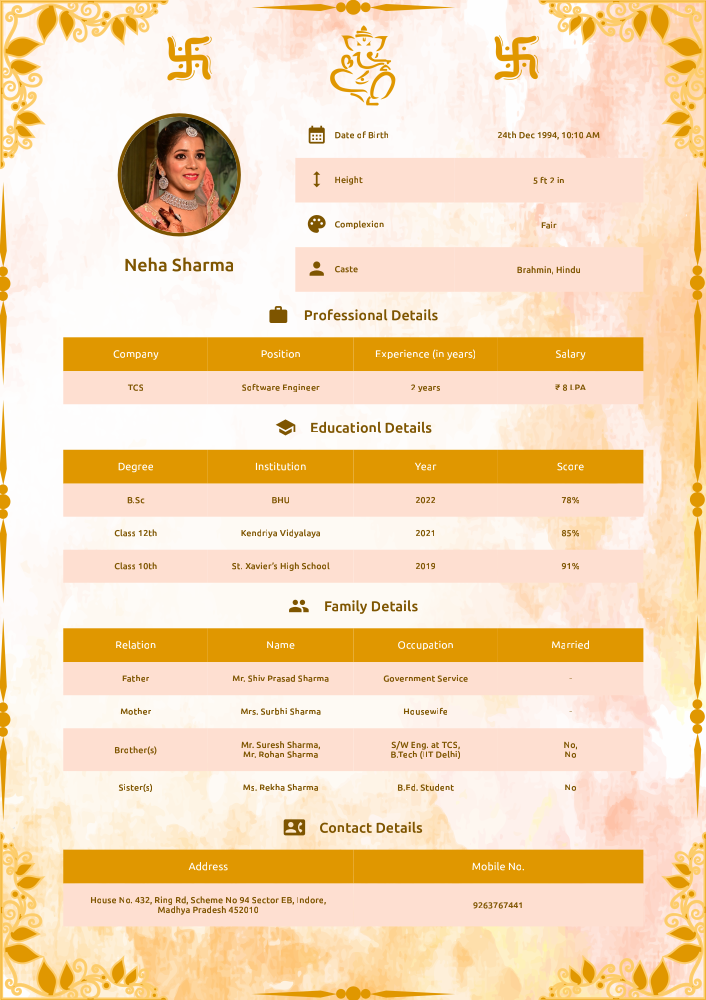 Date of Birth 24th Dec 1994, 10:10 AM
Height 5 ft 2 in
Complexion Fair
Neha Sharma
Caste Brahmin, Hindu
Professional Details
Company Position Experience (in years) Salary
TCS Software Engineer 2 years ₹ 8 LPA
Educationl Details
Degree Institution Year Score
B.Sc BHU 2022 78%
Class 12th Kendriya Vidyalaya 2021 85%
Class 10th St. Xavier's High School 2019 91%
Family Details
Relation Name Occupation Married
Father Mr. Shiv Prasad Sharma Government Service -
Mother Mrs. Surbhi Sharma Housewife -
Brother(s) Mr. Suresh Sharma, S/W Eng. at TCS, No,
Mr. Rohan Sharma B.Tech (IIT Delhi) No
Sister(s) Ms. Rekha Sharma B.Ed. Student No
Contact Details
Address Mobile No.
House No. 432, Ring Rd, Scheme No 94 Sector EB, Indore,
Madhya Pradesh 452010
9263767441